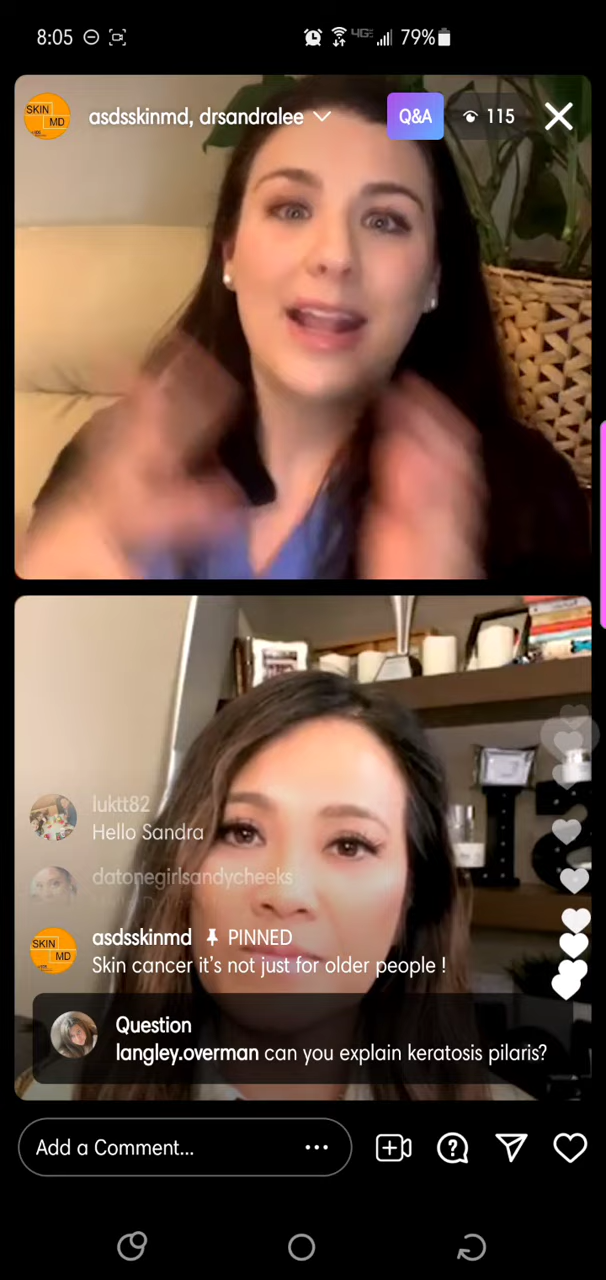 8:05
4G
79%
SKIN
MD
asdsskinmd, drsandralee
Q&A
115
luktt82
Hello Sandra
datonegirlsandycheeks
SKIN
MD
asdsskinmd PINNED
Skin cancer it's not just for older people !
Question
langley.overman can you explain keratosis pilaris?
Add a Comment...